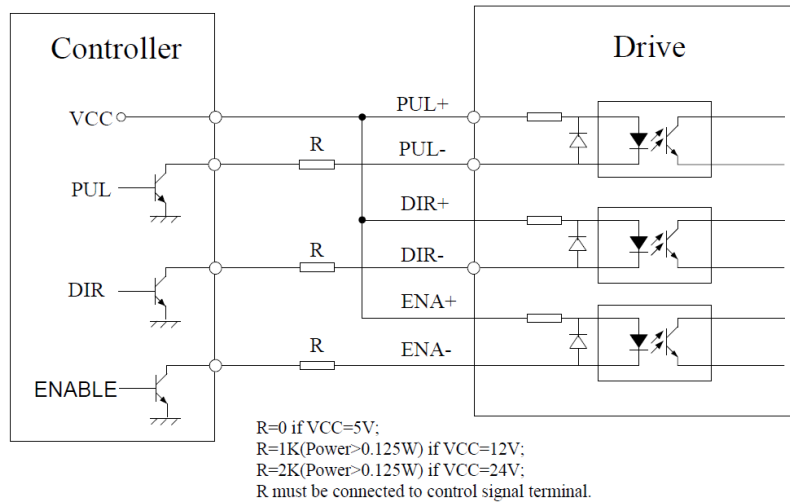 Controller
Drive
VCC
PUL+
R
PUL-
PUL
DIR+
R
DIR-
DIR
ENA+
R
ENA-
ENABLE
R=0 if VCC=5V;
R=1K(Power>0.125W) if VCC=12V;
R=2K(Power>0.125W) if VCC=24V;
R must be connected to control signal terminal.